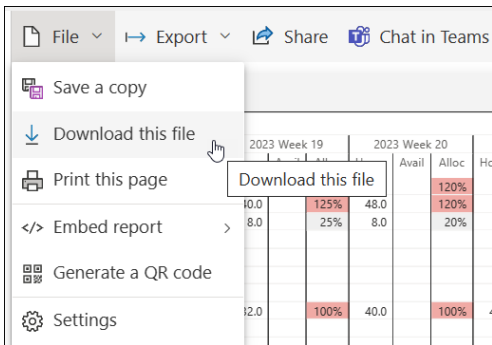 File Export Share Chat in Teams
Save a copy
Download this file
2023 Week 19 2023 Week 20
Avail Alloc
Print this page
Download this file
120%
40.0 125% 48.0 120%
Embed report
8.0 25% 8.0 20%
Generate a QR code
32.0 100% 40.0 100%
Settings